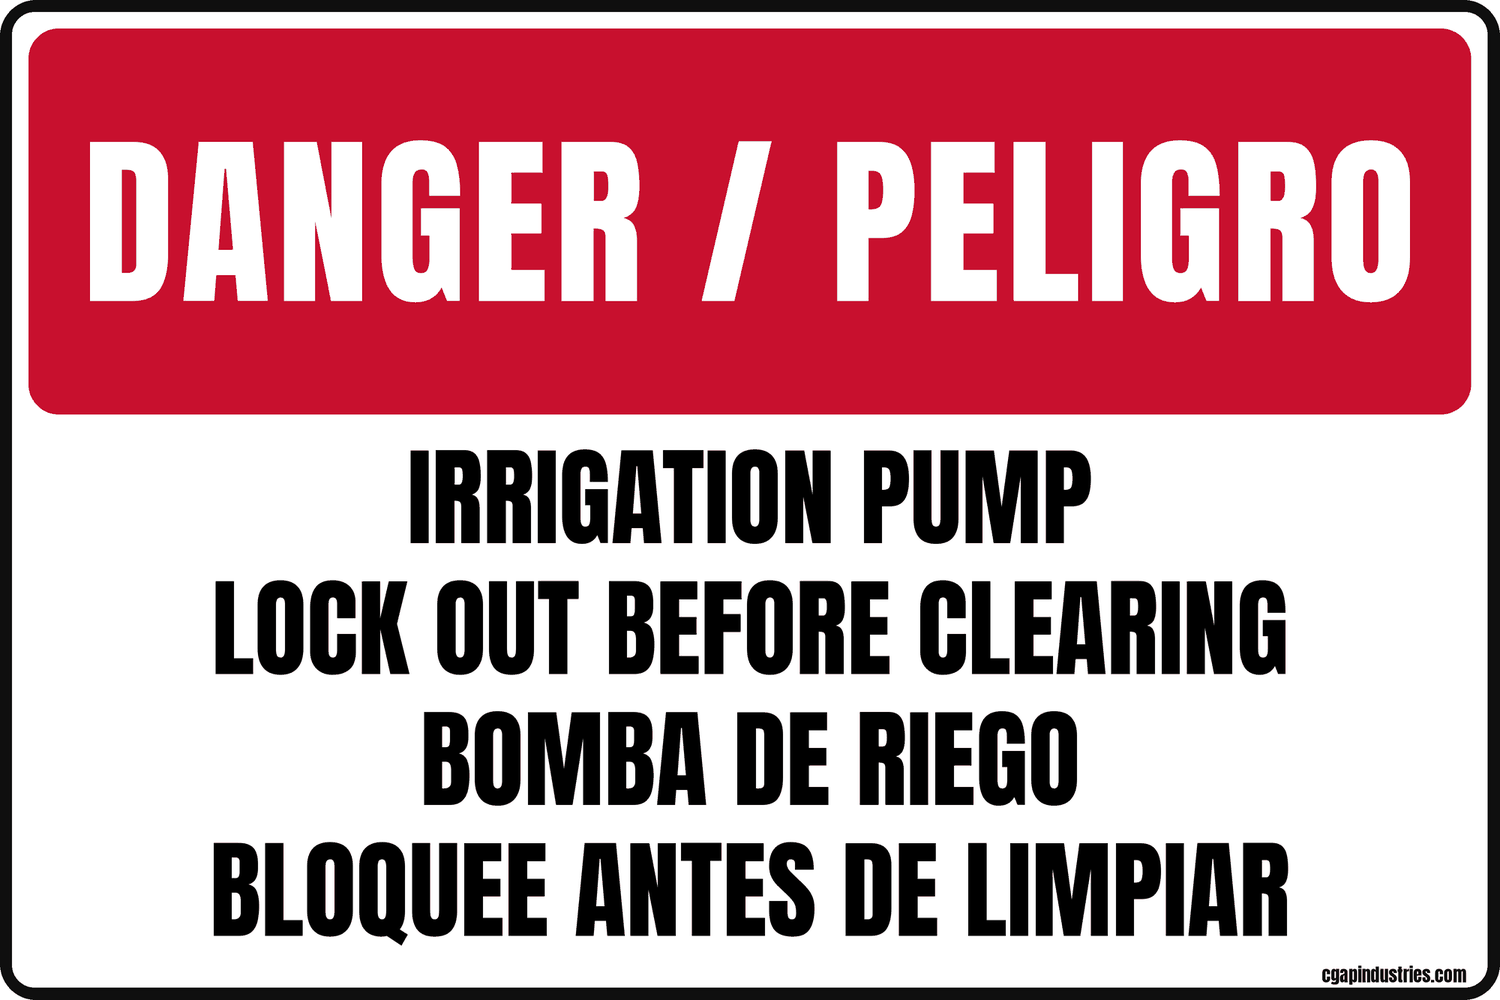 DANGER / PELIGRO
IRRIGATION PUMP
LOCK OUT BEFORE CLEARING
BOMBA DE RIEGO
BLOQUEE ANTES DE LIMPIAR
cgapindustries.com